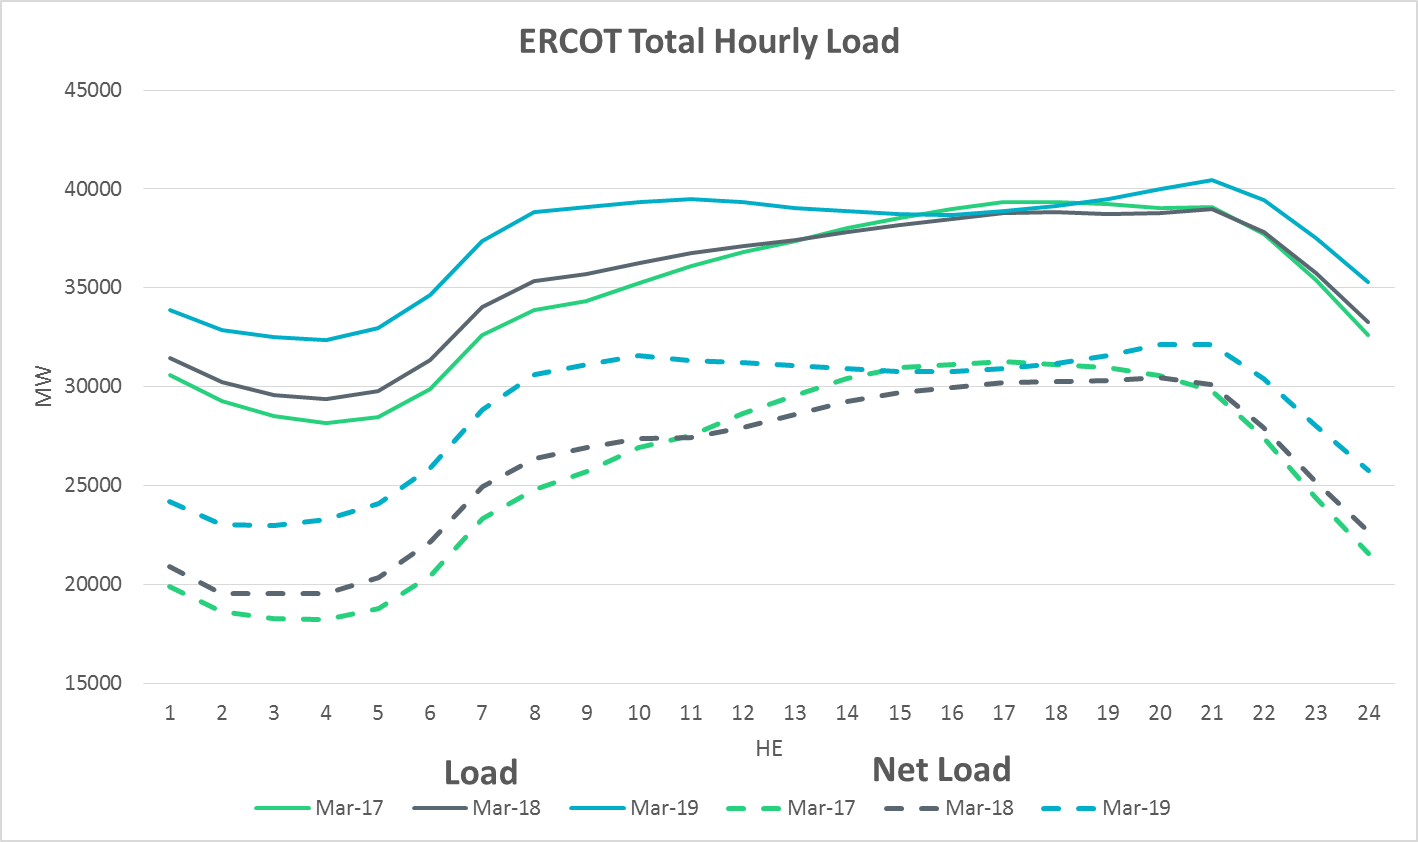 ERCOT Total Hourly Load
45000
40000
35000
30000
25000
20000
15000
MW
1 2 3 4 5 6 7 8 9 10 11 12 13 14 15 16 17 18 19 20 21 22 23 24
HE
Load Net Load
Mar-17 Mar-18 Mar-19 Mar-17 Mar-18 Mar-19